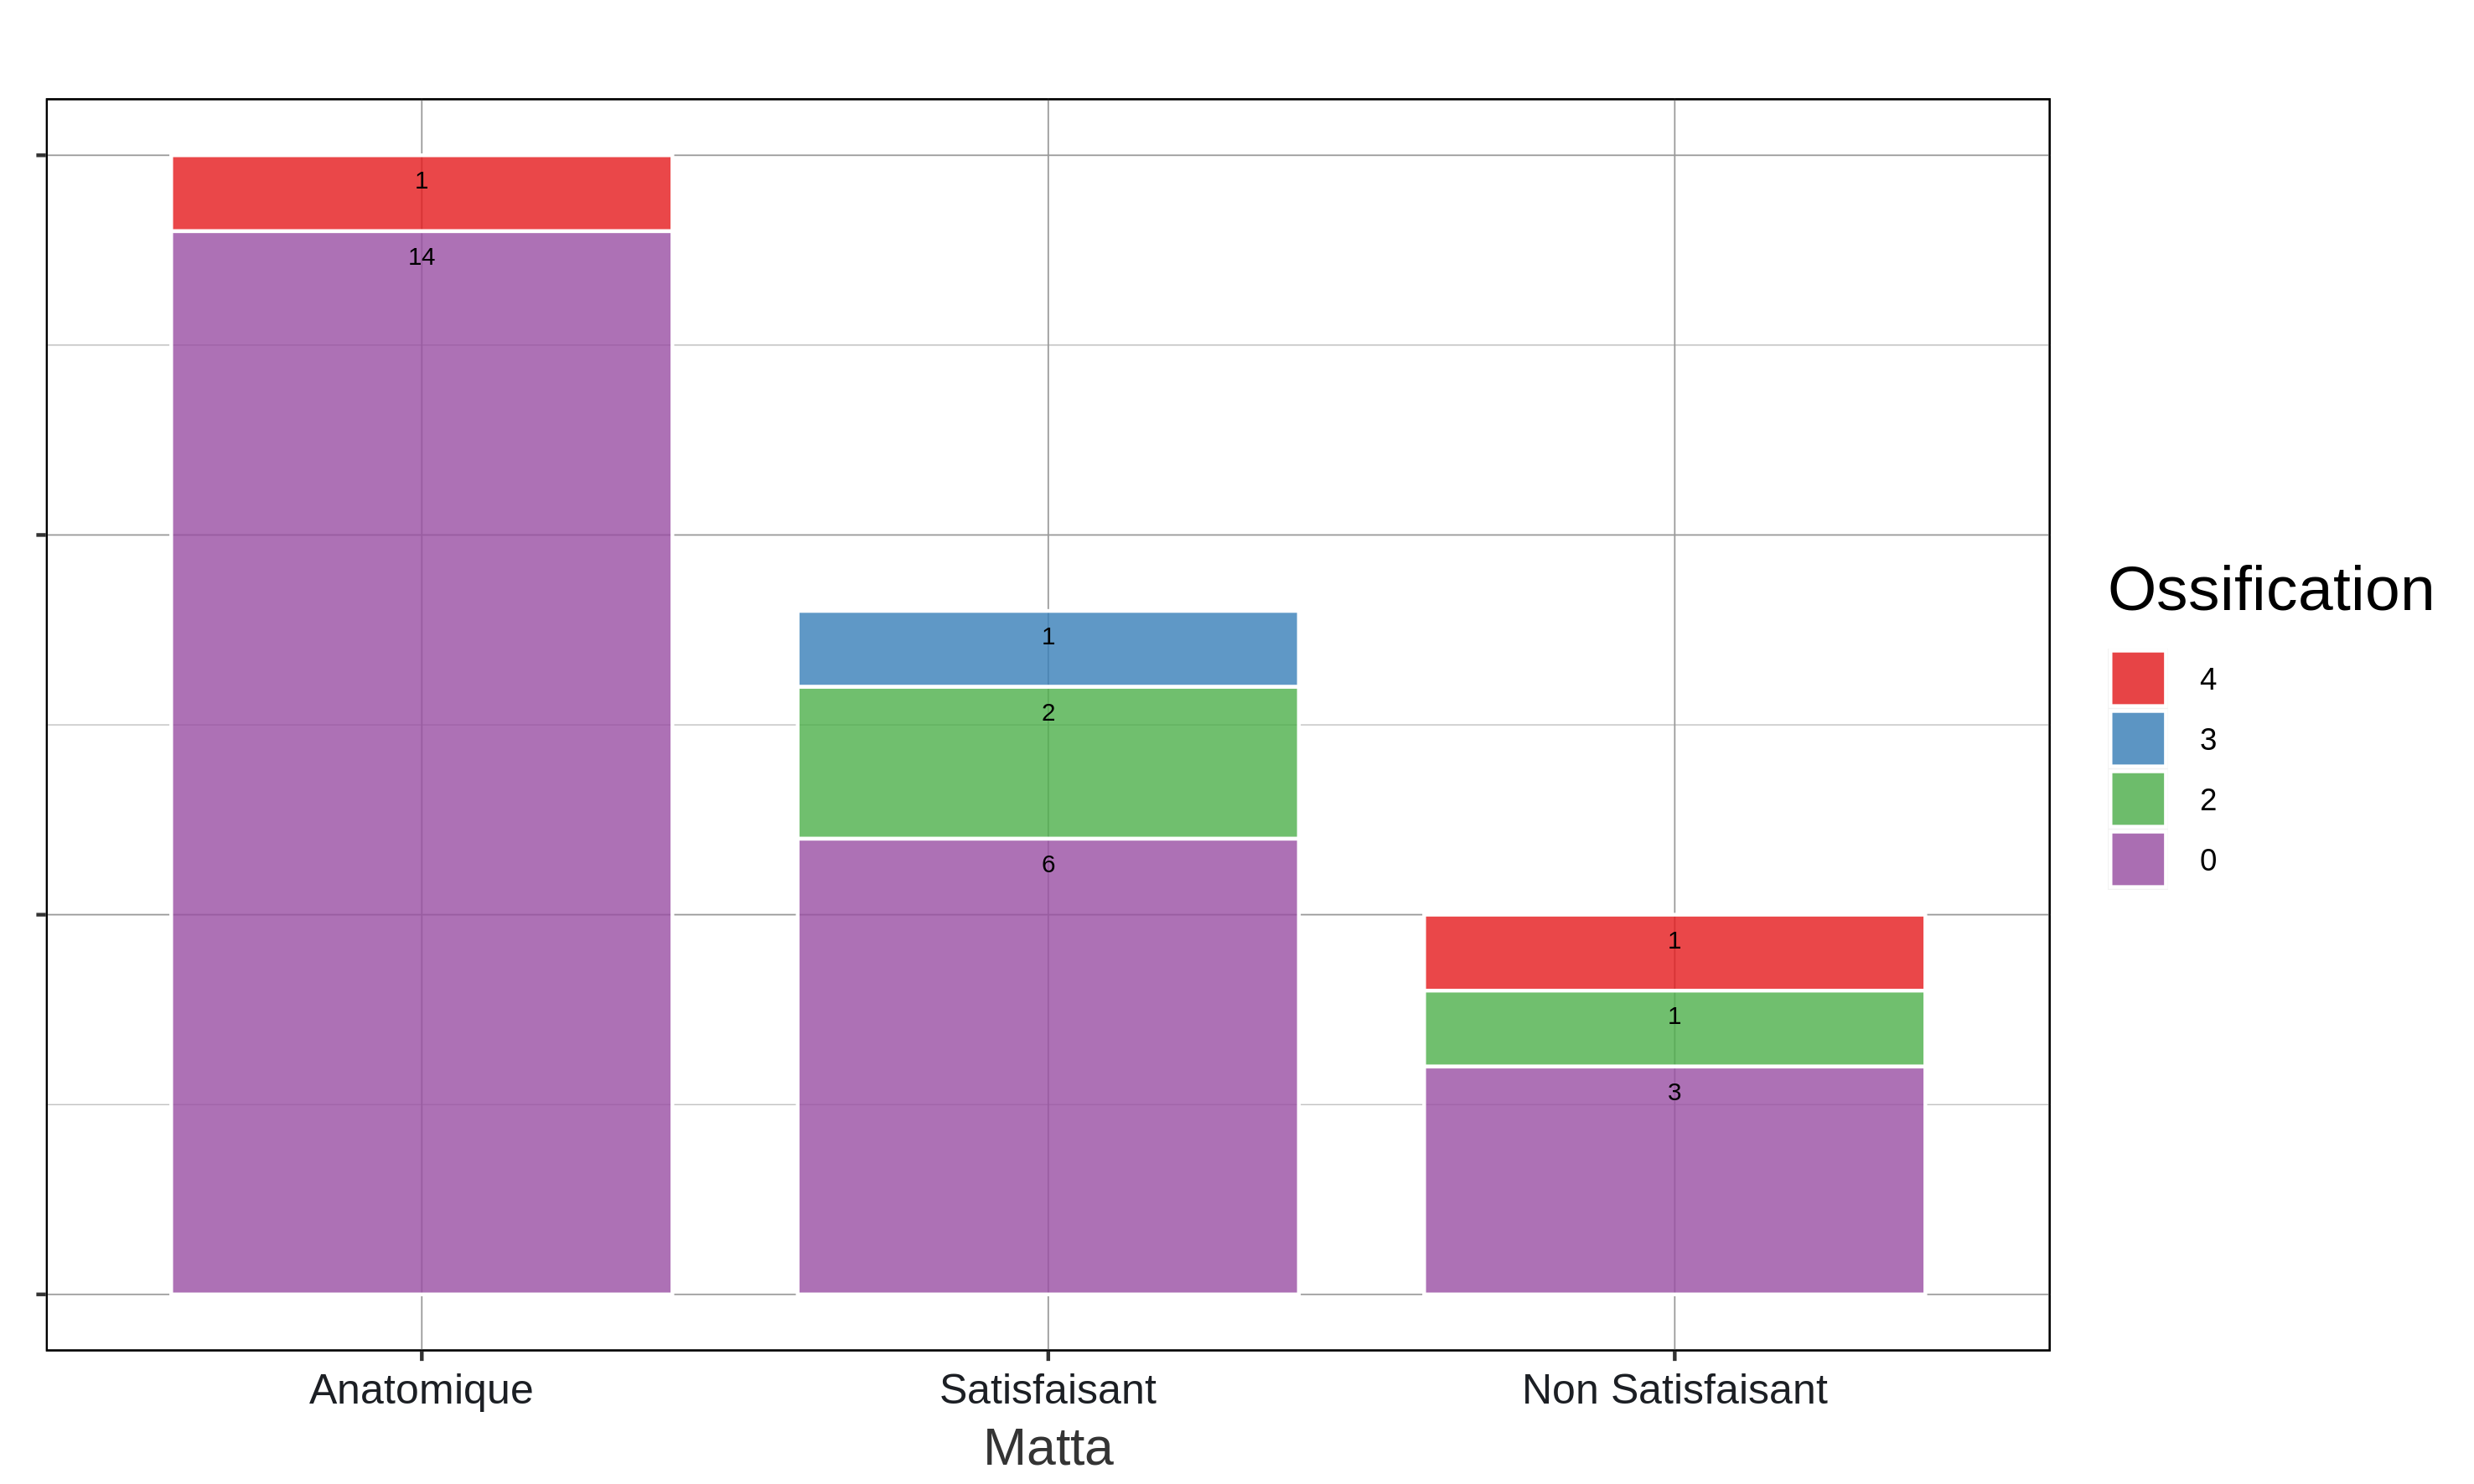 1
14
1
2
6
1
1
3
Anatomique
Satisfaisant
Non Satisfaisant
Matta
Ossification
4
3
2
0